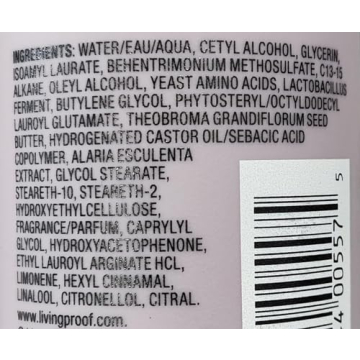 INGREDIENTS: WATER/EAU/AQUA, CETYL ALCOHOL, GLYCERIN,
ISOAMYL LAURATE, BEHENTRIMONIUM METHOSULFATE, C13-15
ALKANE, OLEYL ALCOHOL, YEAST AMINO ACIDS, LACTOBACILLUS
FERMENT, BUTYLENE GLYCOL, PHYTOSTERYL/OCTYLDODECYL
LAUROYL GLUTAMATE, THEOBROMA GRANDIFLORUM SEED
BUTTER, HYDROGENATED CASTOR OIL/SEBACIC ACID
COPOLYMER, ALARIA ESCULENTA
EXTRACT, GLYCOL STEARATE,
STEARETH-10, STEARETH-2,
HYDROXYETHYLCELLULOSE,
FRAGRANCE/PARFUM, CAPRYLYL
GLYCOL, HYDROXYACETOPHENONE,
ETHYL LAUROYL ARGINATE HCL,
LIMONENE, HEXYL CINNAMAL,
LINALOOL, CITRONELLOL, CITRAL.
www.livingproof.com.
4 00557 5